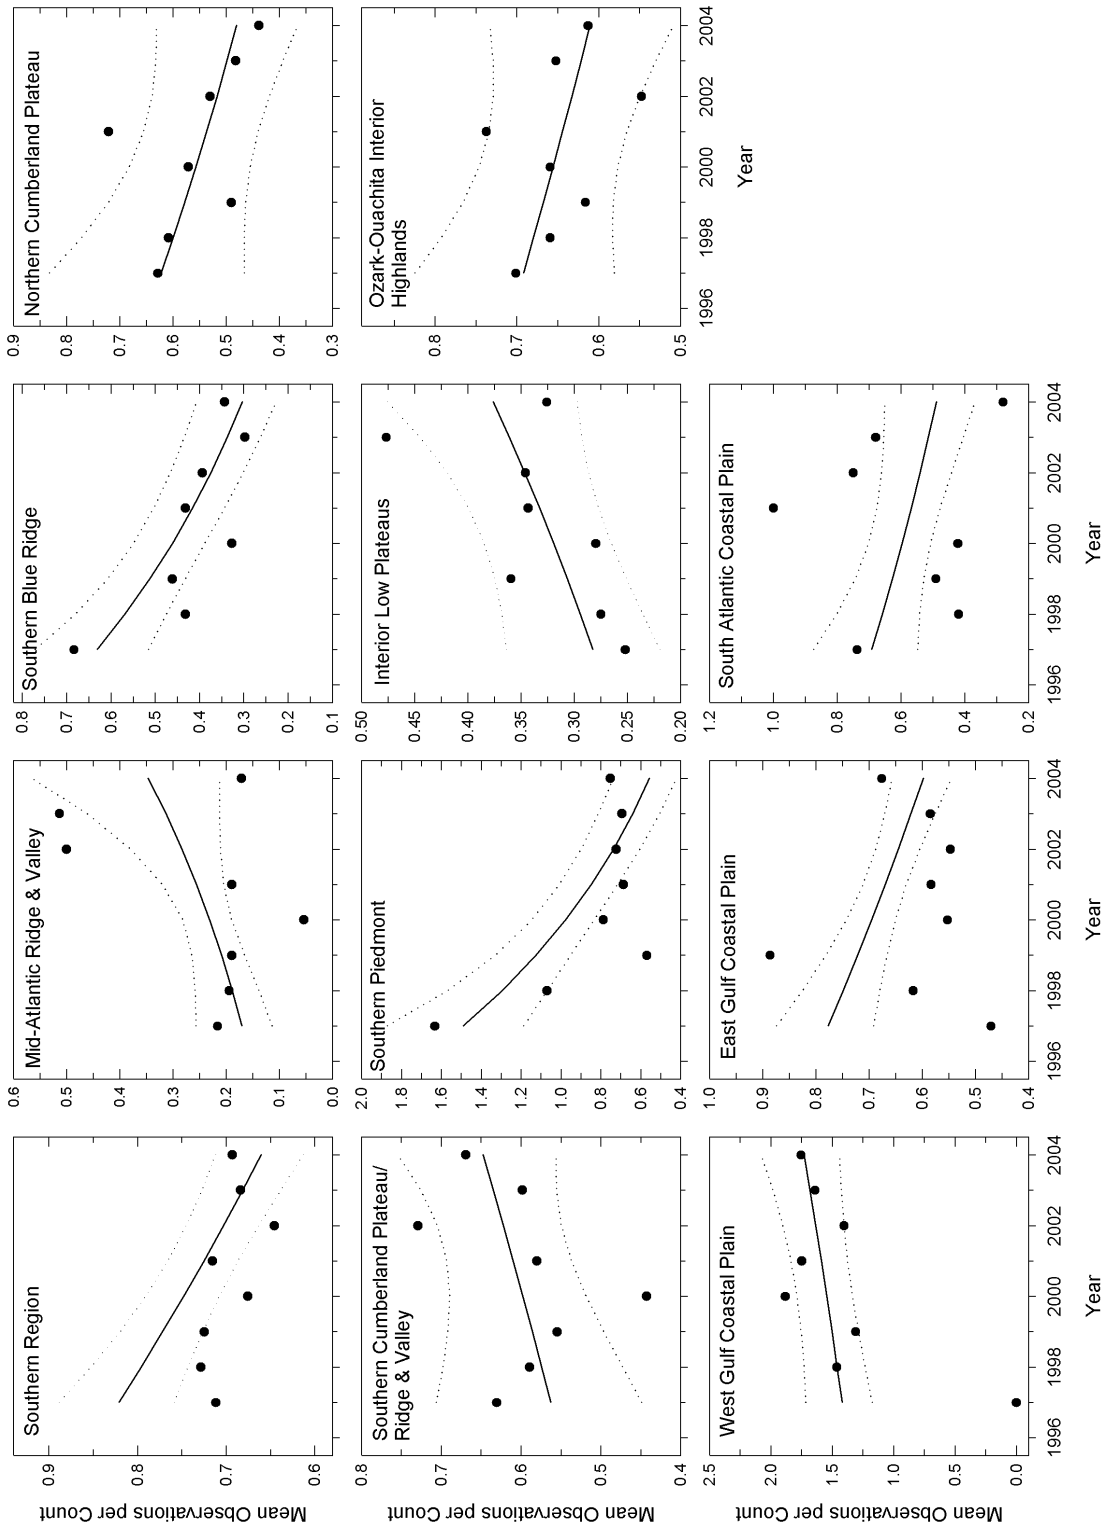 Mean Observations per Count
Southern Region
0.9
0.8
0.7
0.6
Mid-Atlantic Ridge & Valley
0.6
0.5
0.4
0.3
0.2
0.1
0.0
Southern Blue Ridge
0.8
0.7
0.6
0.5
0.4
0.3
0.2
0.1
Northern Cumberland Plateau
0.9
0.8
0.7
0.6
0.5
0.4
0.3
Mean Observations per Count
Southern Cumberland Plateau/
Ridge & Valley
0.8
0.7
0.6
0.5
0.4
Southern Piedmont
2.0
1.8
1.6
1.4
1.2
1.0
0.8
0.6
0.4
Interior Low Plateaus
0.50
0.45
0.40
0.35
0.30
0.25
0.20
Ozark-Ouachita Interior
Highlands
0.8
0.7
0.6
0.5
1996 1998 2000 2002 2004
Year
Mean Observations per Count
West Gulf Coastal Plain
2.5
2.0
1.5
1.0
0.5
0.0
1996 1998 2000 2002 2004
Year
East Gulf Coastal Plain
1.0
0.9
0.8
0.7
0.6
0.5
0.4
1996 1998 2000 2002 2004
Year
South Atlantic Coastal Plain
1.2
1.0
0.8
0.6
0.4
0.2
1996 1998 2000 2002 2004
Year